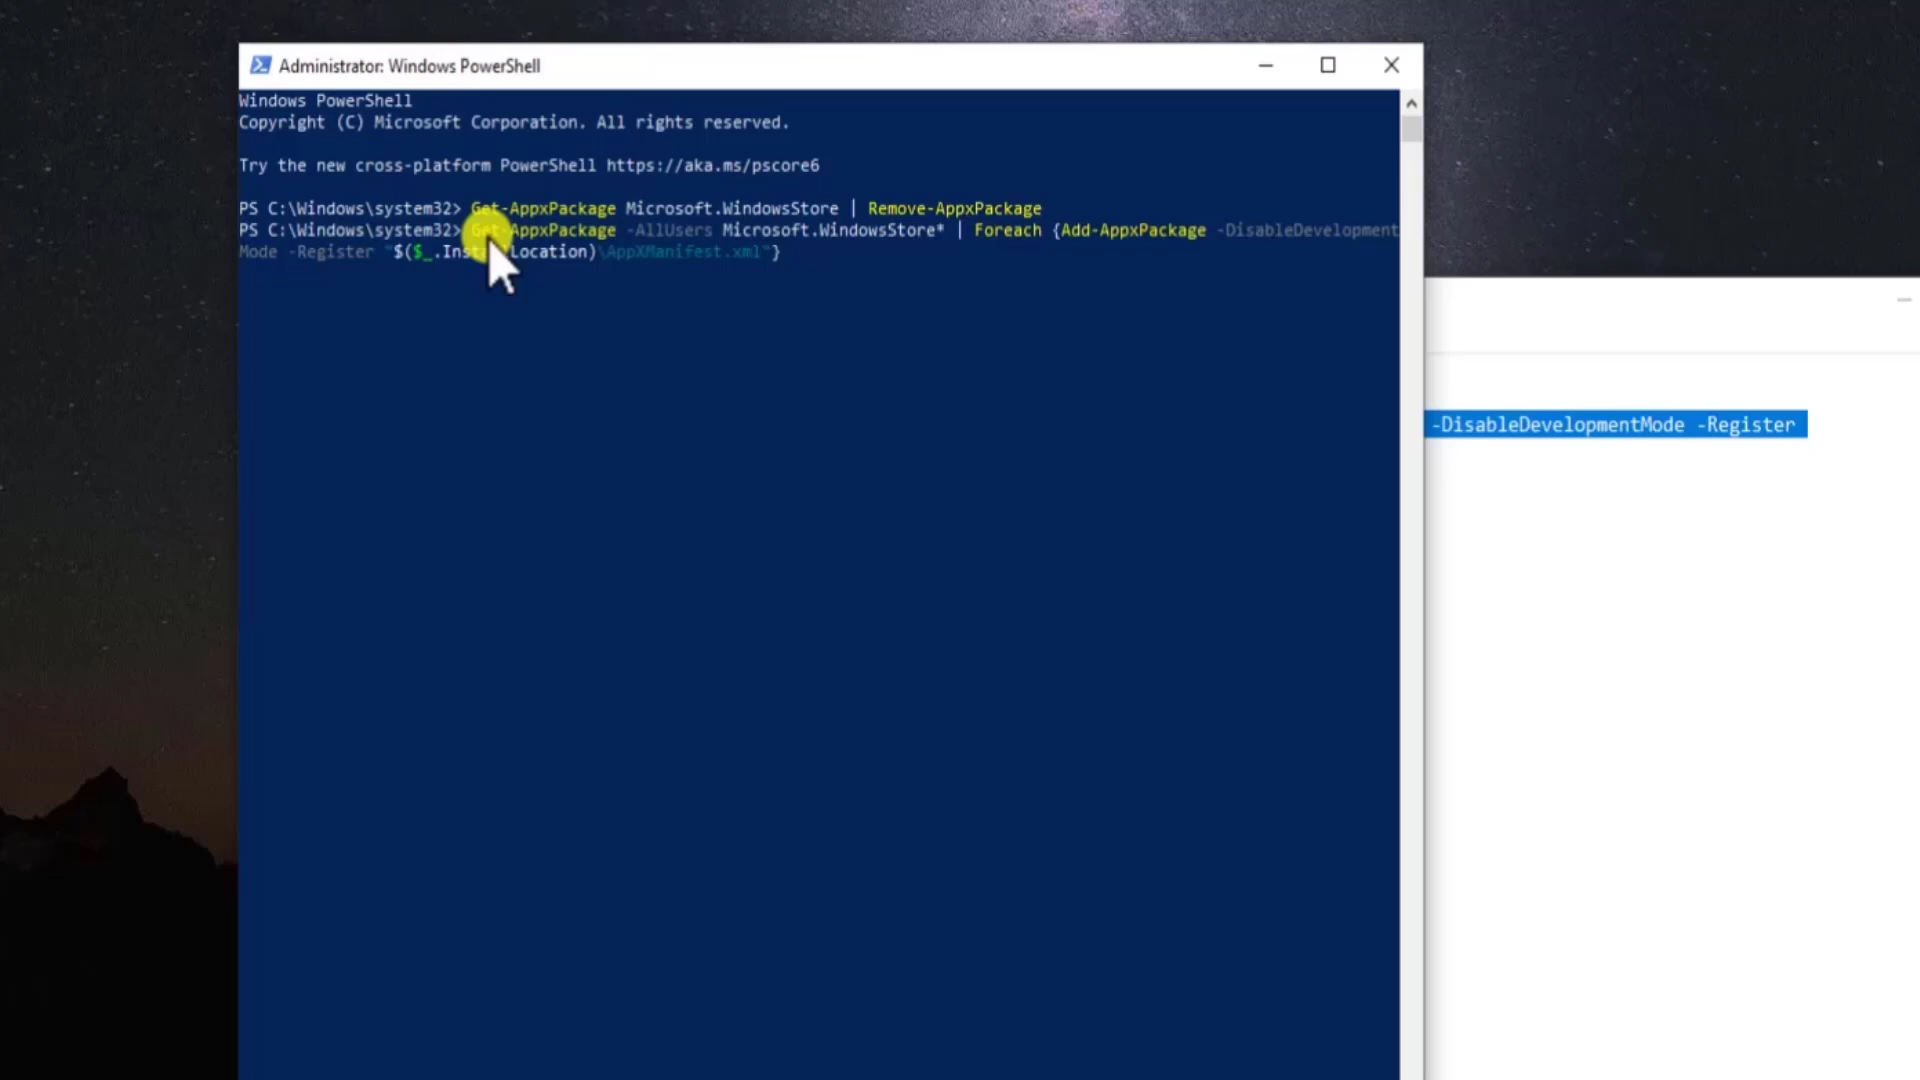 Administrator: Windows PowerShell
Windows PowerShell
Copyright (C) Microsoft Corporation. All rights reserved.
Try the new cross-platform PowerShell https://aka.ms/pscore6
PS C:\Windows\system32> Get-AppxPackage Microsoft.WindowsStore | Remove-AppxPackage
PS C:\Windows\system32> Get-AppxPackage -AllUsers Microsoft.WindowsStore* | Foreach {Add-AppxPackage -DisableDevelopment
Mode -Register "$($_.InstallLocation)\AppXManifest.xml"}
-DisableDevelopmentMode -Register